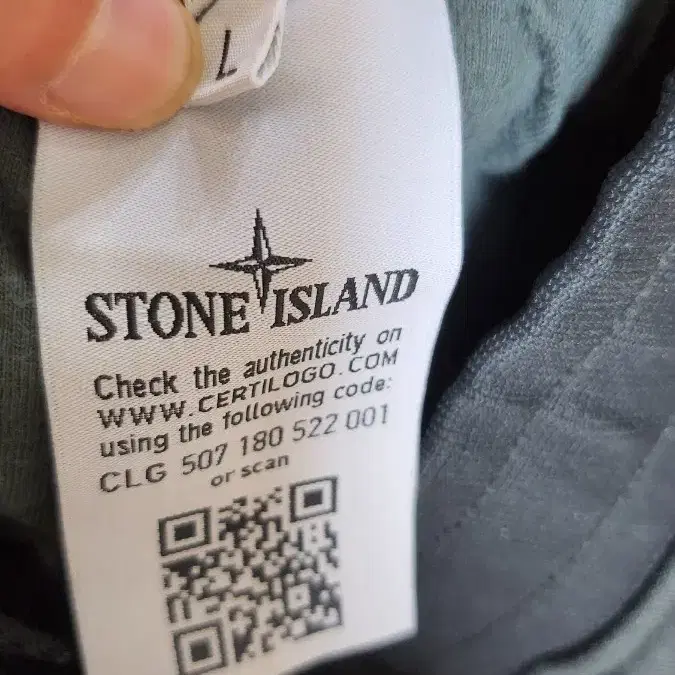 L
STONE ISLAND
Check the authenticity on
WWW.CERTILOGO.COM
using the following code:
CLG 507 180 522 001
or scan